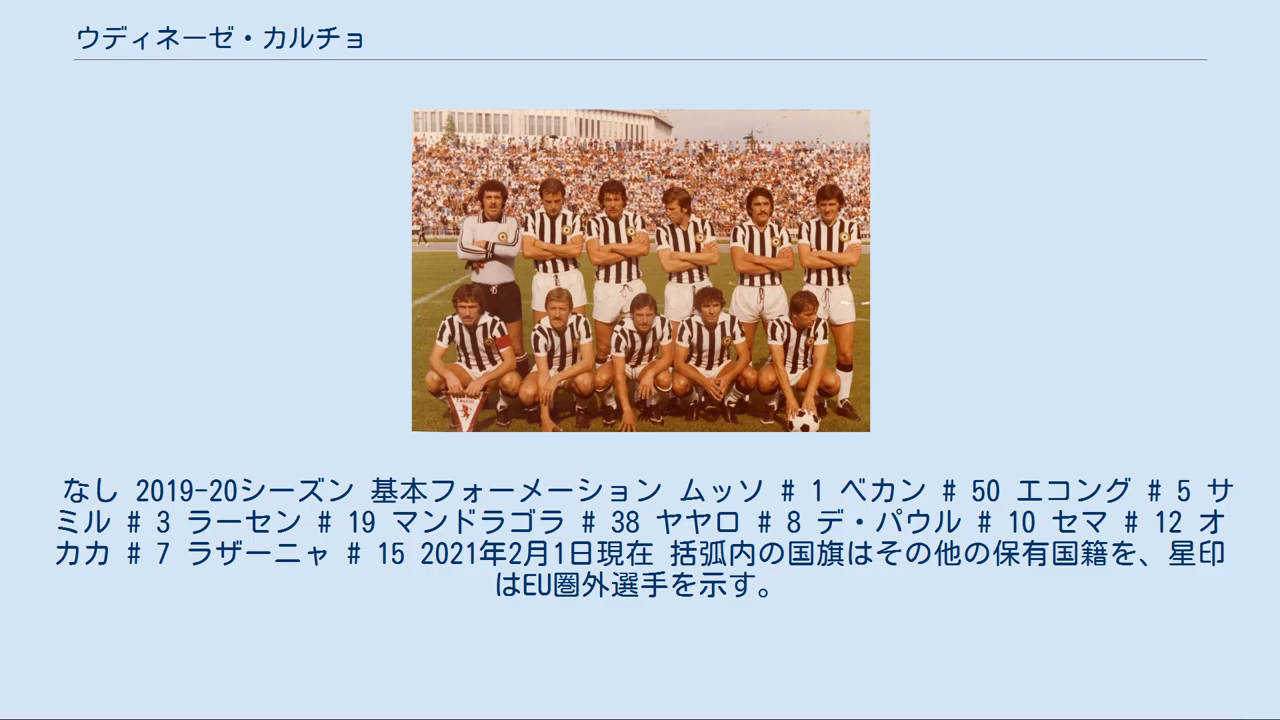 ウディネーゼ・カルチョ
なし 2019-20シーズン 基本フォーメーション ムッソ # 1 ベカン # 50 エコング # 5 サ
ミル # 3 ラーセン # 19 マンドラゴラ # 38 ヤヤロ # 8 デ・パウル # 10 セマ # 12 オ
カカ # 7 ラザーニャ # 15 2021年2月1日現在 括弧内の国旗はその他の保有国籍を、星印
はEU圏外選手を示す。